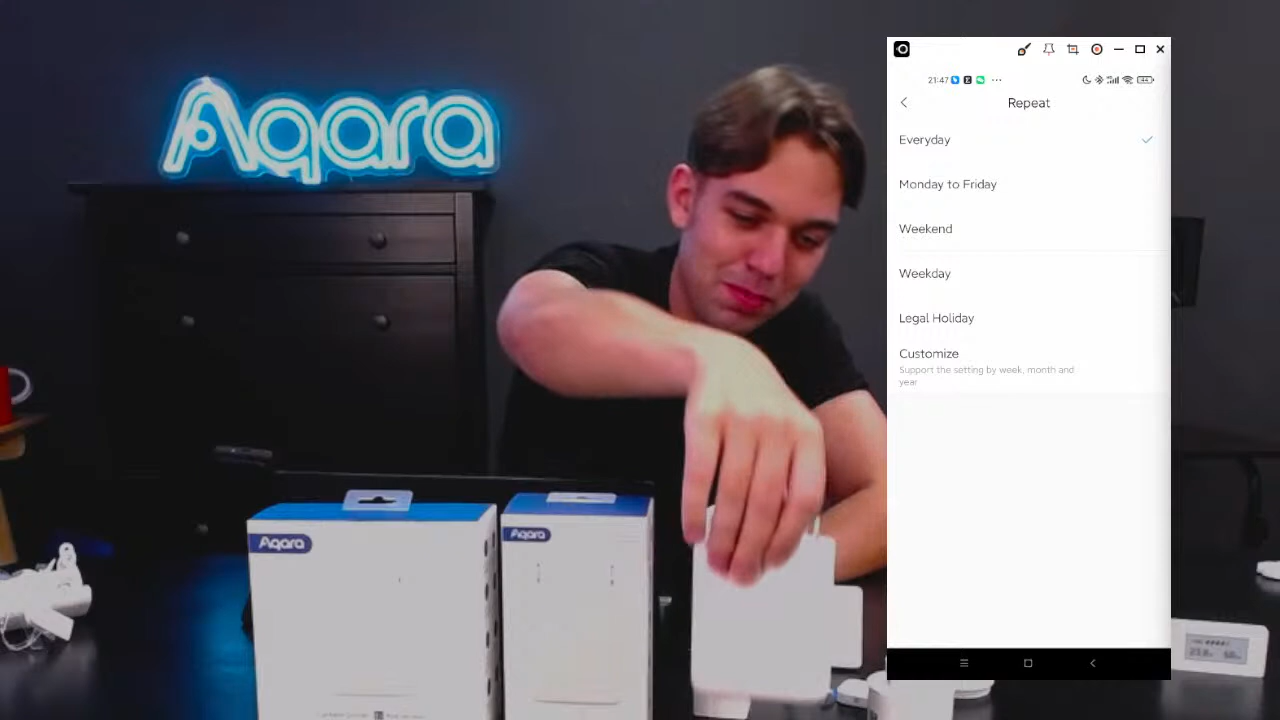 Aqara
21:47
Repeat
Everyday
Monday to Friday
Weekend
Weekday
Legal Holiday
Customize
Support the setting by week, month and
year
Aqara
Aqara